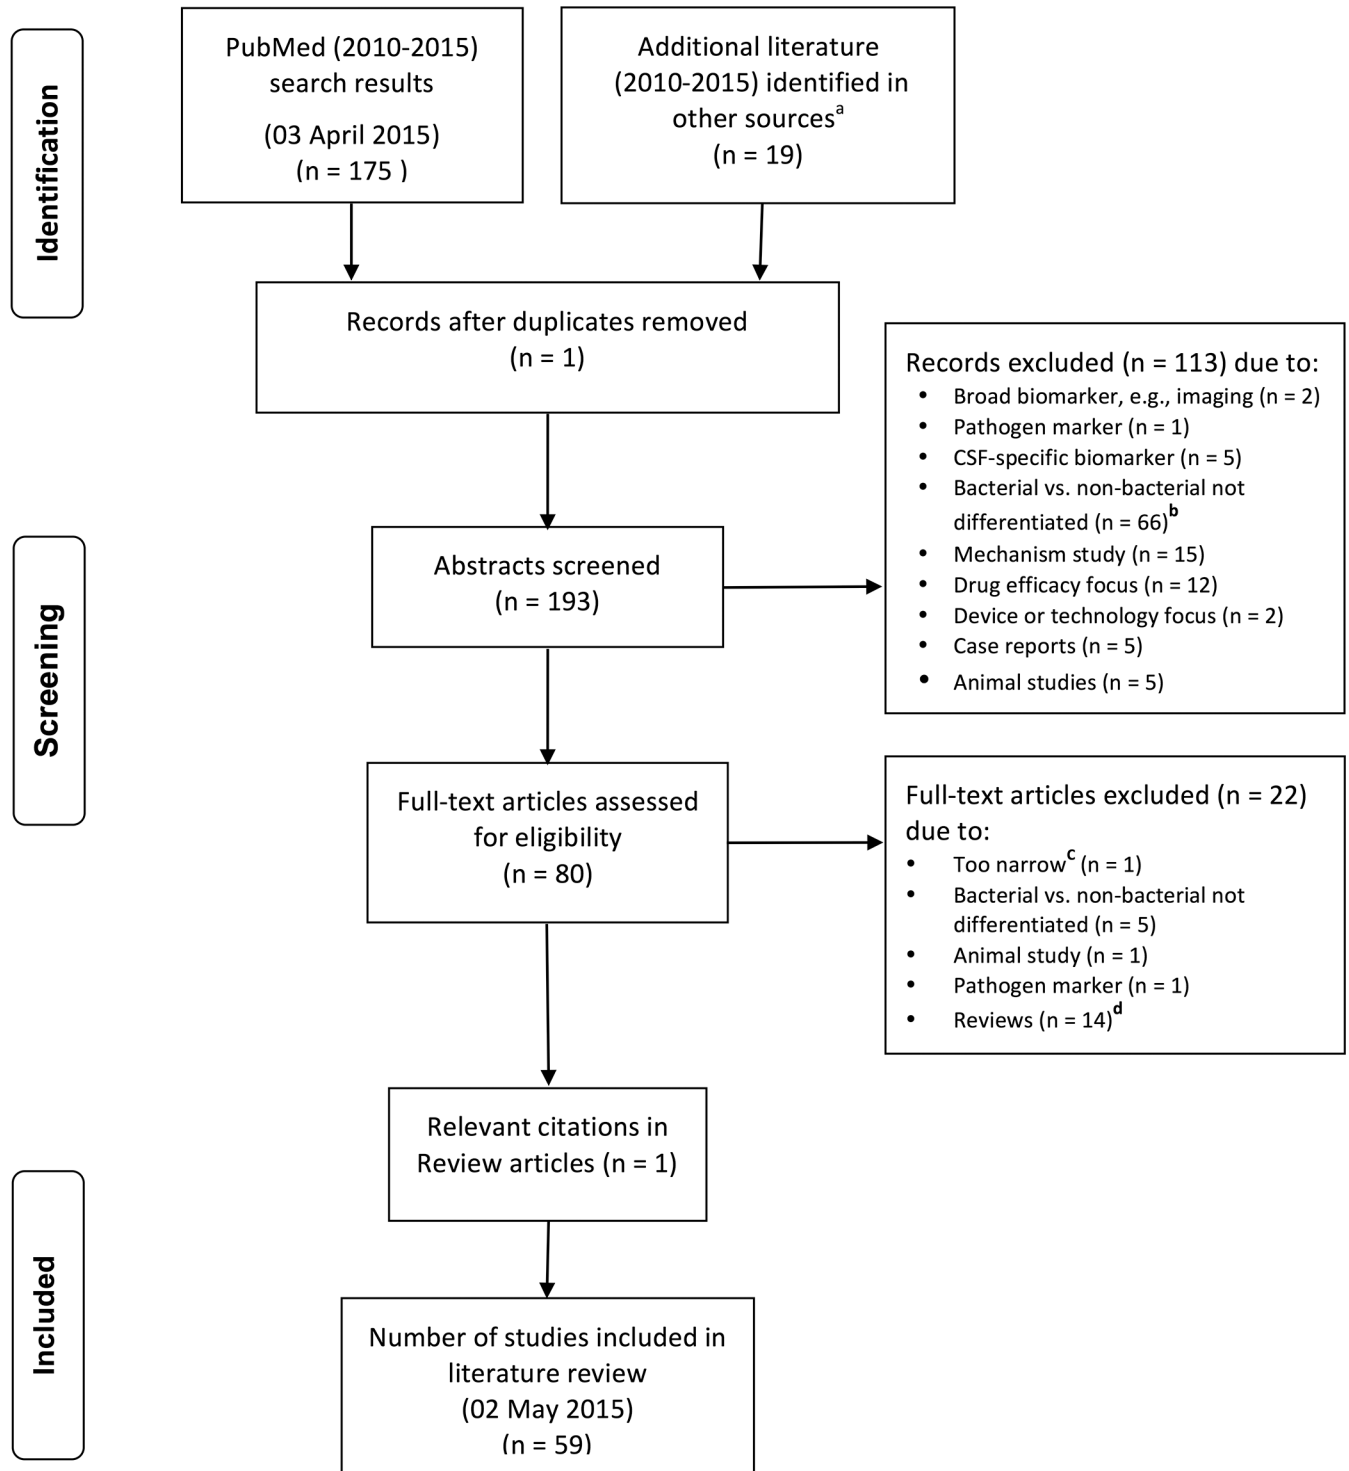 Identification
PubMed (2010-2015)
search results
(03 April 2015)
(n = 175 )
Additional literature
(2010-2015) identified in
other sourcesᵃ
(n = 19)
Records after duplicates removed
(n = 1)
Records excluded (n = 113) due to:
• Broad biomarker, e.g., imaging (n = 2)
• Pathogen marker (n = 1)
• CSF-specific biomarker (n = 5)
• Bacterial vs. non-bacterial not
differentiated (n = 66)ᵇ
• Mechanism study (n = 15)
• Drug efficacy focus (n = 12)
• Device or technology focus (n = 2)
• Case reports (n = 5)
• Animal studies (n = 5)
Screening
Abstracts screened
(n = 193)
Full-text articles assessed
for eligibility
(n = 80)
Full-text articles excluded (n = 22)
due to:
• Too narrowᶜ (n = 1)
• Bacterial vs. non-bacterial not
differentiated (n = 5)
• Animal study (n = 1)
• Pathogen marker (n = 1)
• Reviews (n = 14)ᵈ
Relevant citations in
Review articles (n = 1)
Included
Number of studies included in
literature review
(02 May 2015)
(n = 59)